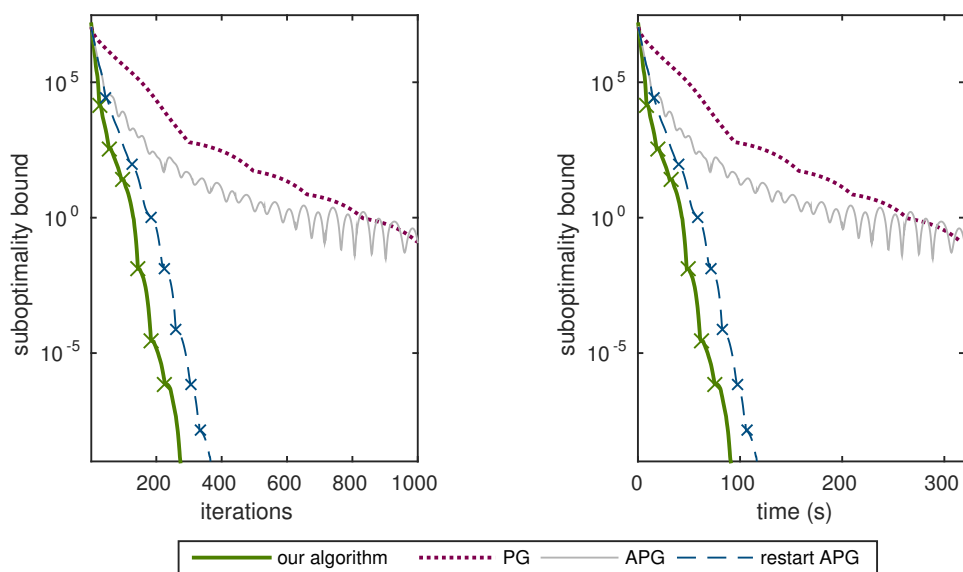 suboptimality bound
10^5
10^0
10^-5
200
400
600
800
1000
iterations
suboptimality bound
10^5
10^0
10^-5
0
100
200
300
time (s)
our algorithm
PG
APG
restart APG